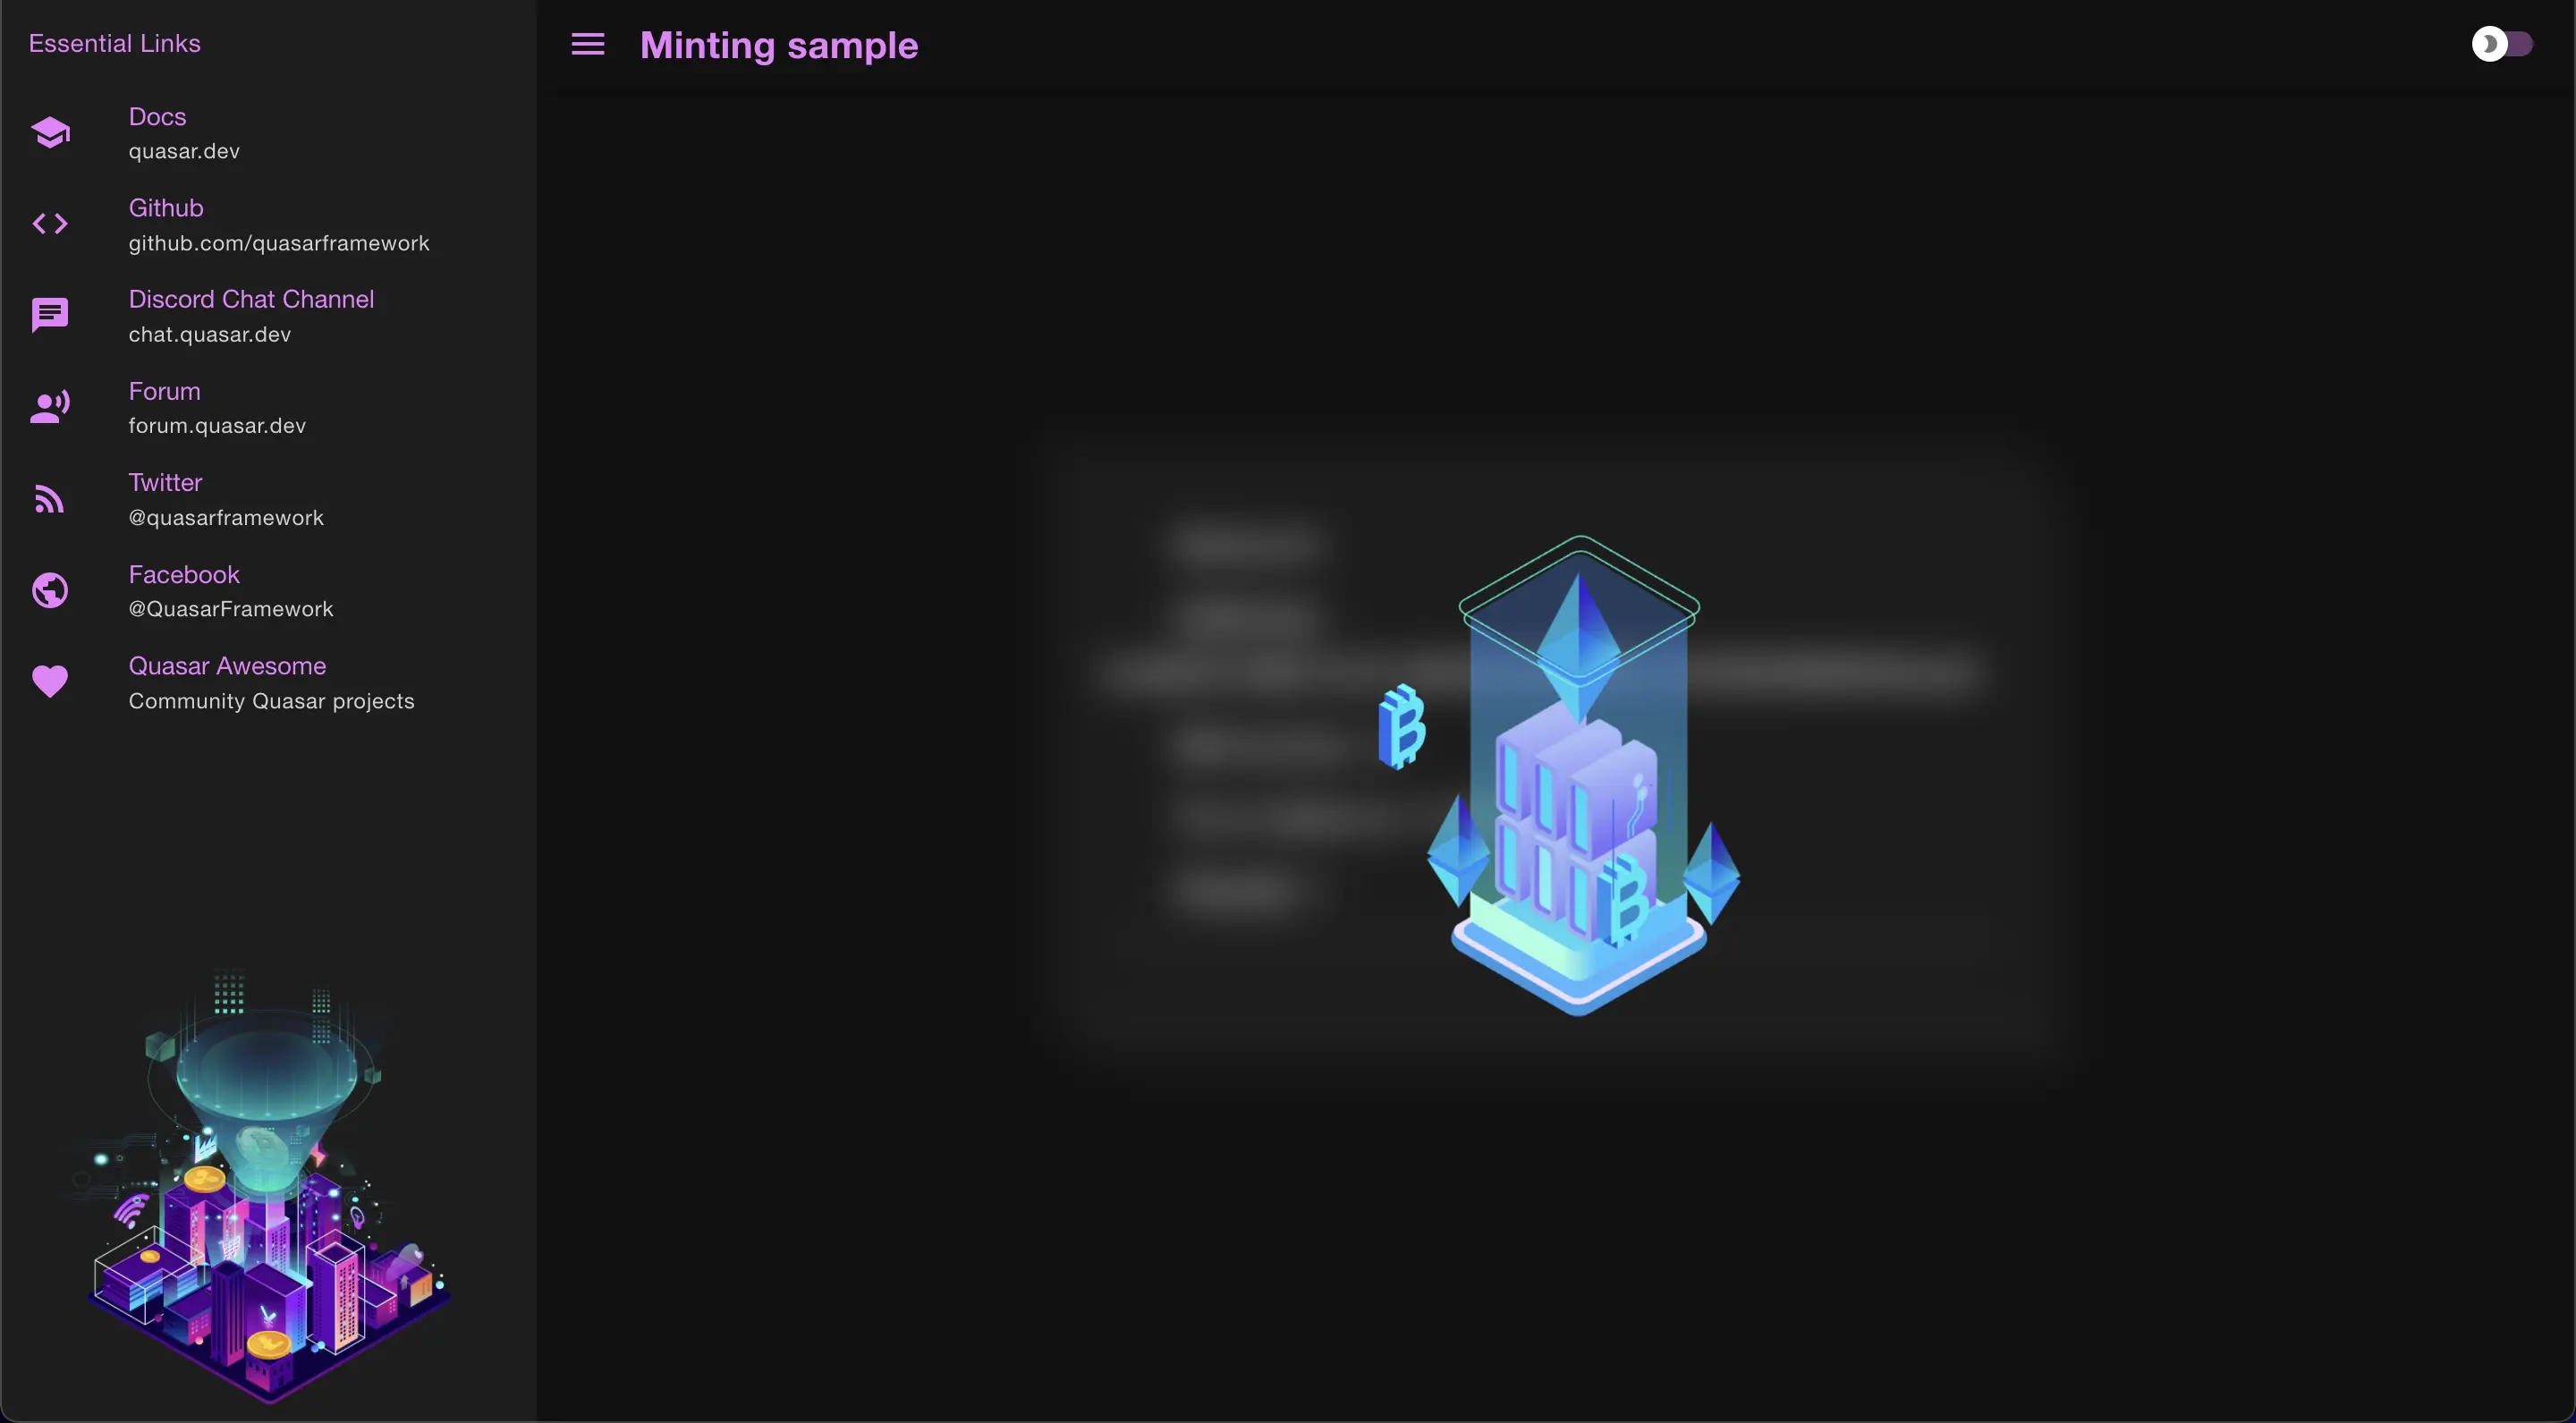 Essential Links
Minting sample
Docs
quasar.dev
Github
github.com/quasarframework
Discord Chat Channel
chat.quasar.dev
Forum
forum.quasar.dev
Twitter
@quasarframework
Facebook
@QuasarFramework
Quasar Awesome
Community Quasar projects